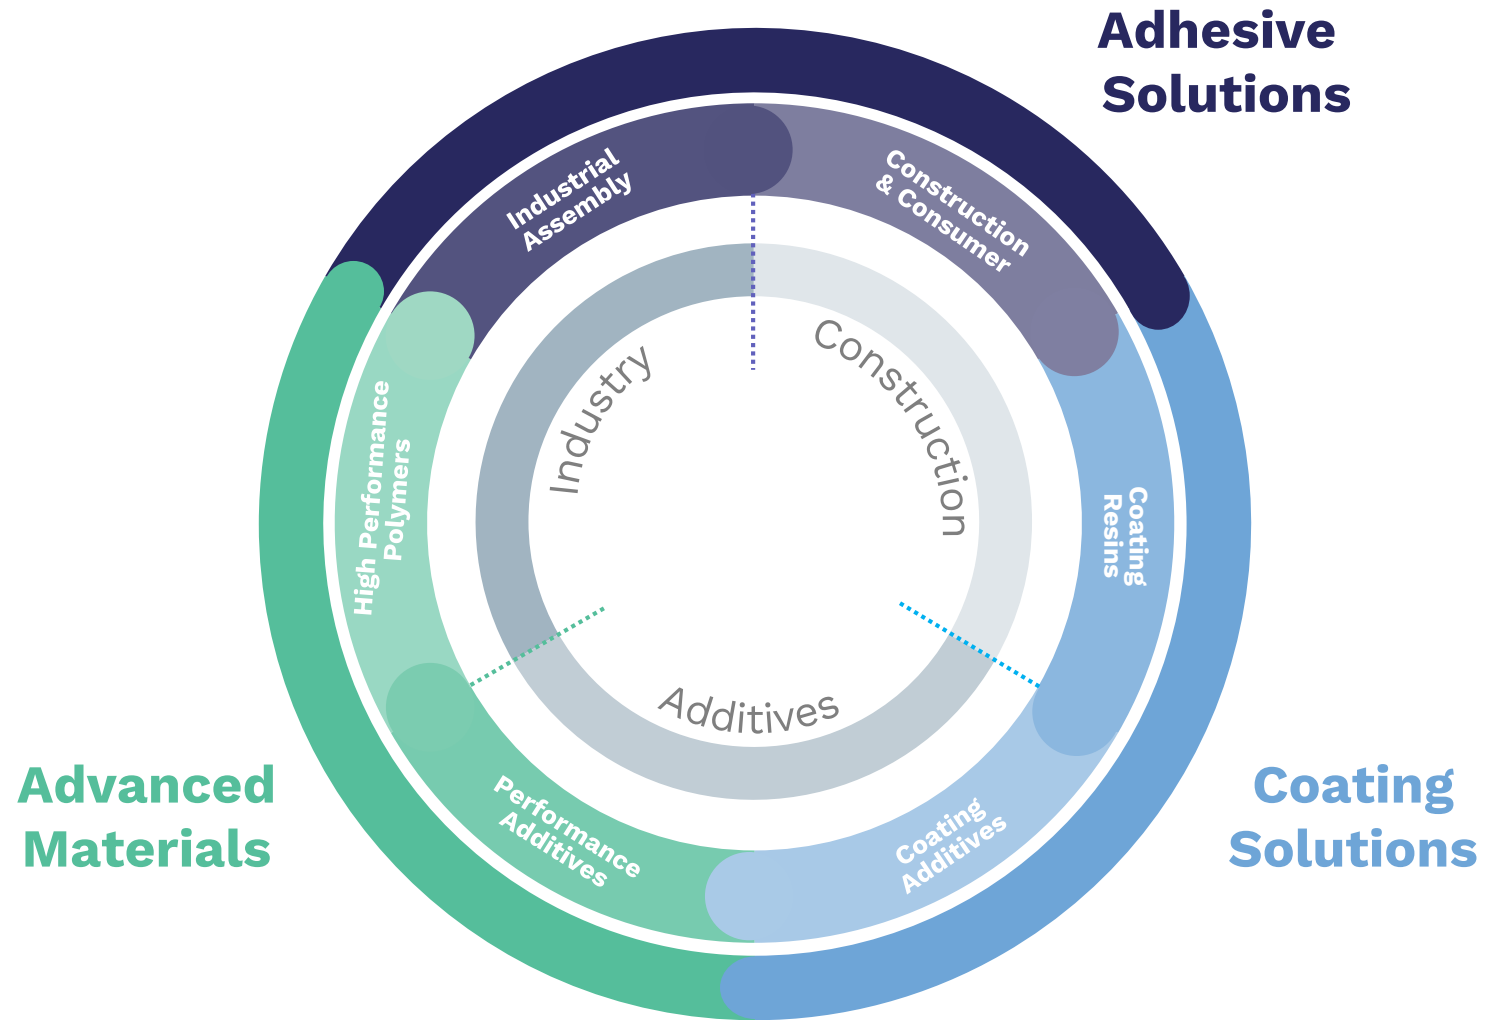 Adhesive
Solutions
Industrial
Assembly
Construction
& Consumer
High Performance
Polymers
Industry
Construction
Coating
Resins
Additives
Advanced
Materials
Performance
Additives
Coating
Additives
Coating
Solutions